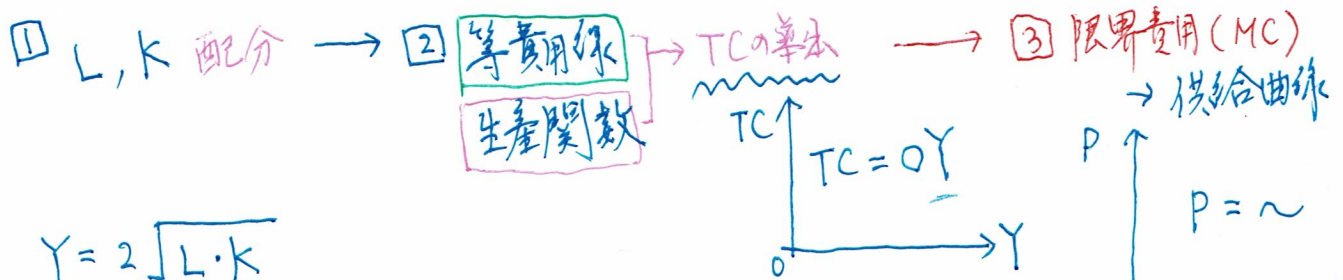 1 L, K 配分 → 2 等費用線 → TCの導出 → 3 限界費用(MC)
生産関数
→ 供給曲線
TC
TC = ○Y
P
P = ~
Y = 2√L・K
0
Y